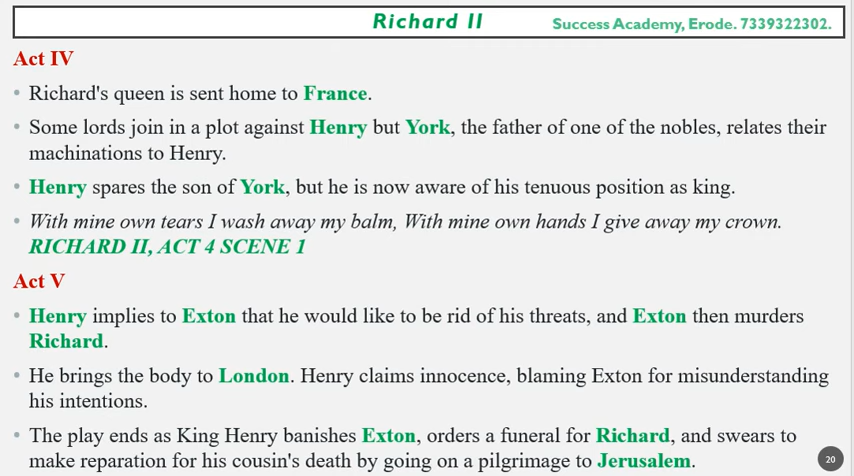 Richard II Success Academy, Erode. 7339322302.
Act IV
• Richard's queen is sent home to France.
• Some lords join in a plot against Henry but York, the father of one of the nobles, relates their
machinations to Henry.
• Henry spares the son of York, but he is now aware of his tenuous position as king.
• With mine own tears I wash away my balm, With mine own hands I give away my crown.
RICHARD II, ACT 4 SCENE 1
Act V
• Henry implies to Exton that he would like to be rid of his threats, and Exton then murders
Richard.
• He brings the body to London. Henry claims innocence, blaming Exton for misunderstanding
his intentions.
• The play ends as King Henry banishes Exton, orders a funeral for Richard, and swears to
make reparation for his cousin's death by going on a pilgrimage to Jerusalem.
20